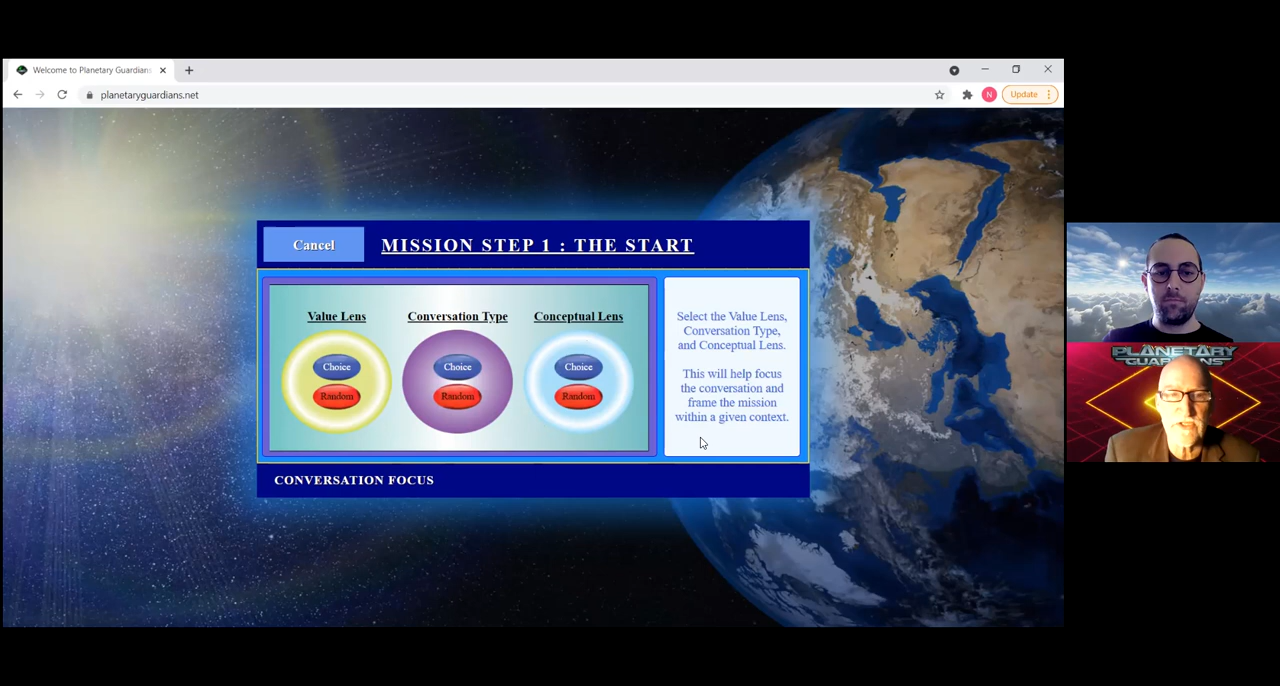 Welcome to Planetary Guardians
planetaryguardians.net
N
Update
Cancel
MISSION STEP 1 : THE START
Value Lens
Conversation Type
Conceptual Lens
Choice
Choice
Choice
Random
Random
Random
Select the Value Lens,
Conversation Type,
and Conceptual Lens.
This will help focus
the conversation and
frame the mission
within a given context.
CONVERSATION FOCUS
PLANETARY